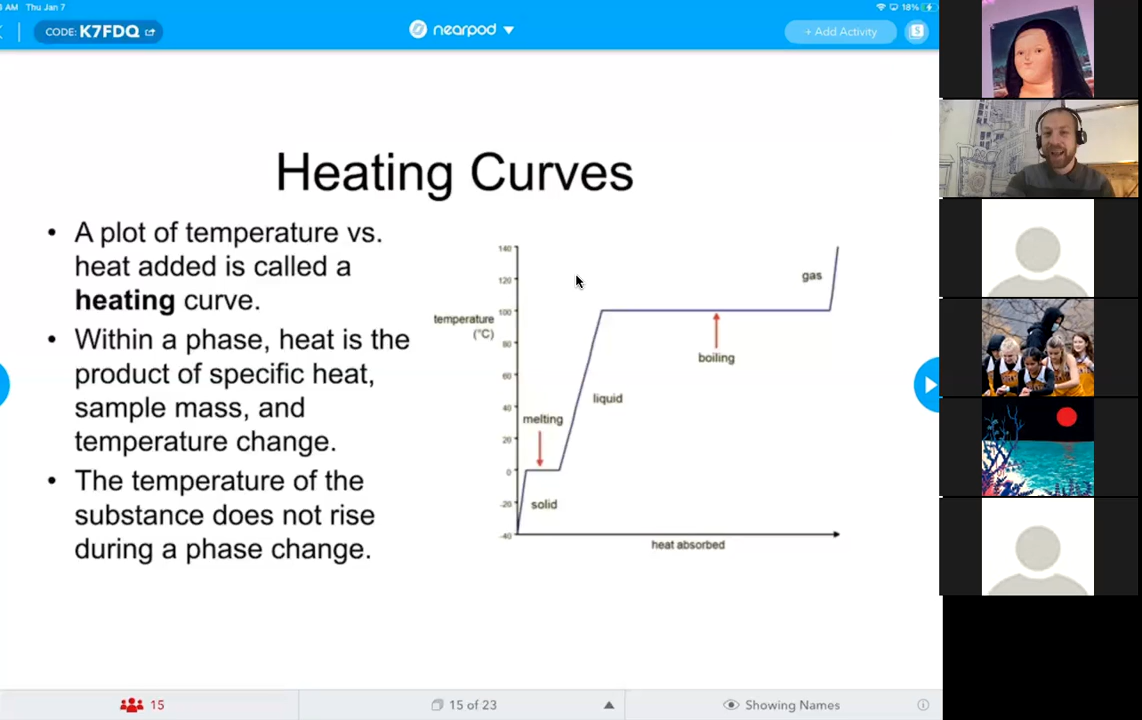 AM Thu Jan 7
18%
CODE: K7FDQ
nearpod
+ Add Activity
S
Heating Curves
• A plot of temperature vs.
heat added is called a
heating curve.
• Within a phase, heat is the
product of specific heat,
sample mass, and
temperature change.
• The temperature of the
substance does not rise
during a phase change.
140
120
100
80
60
40
20
0
-20
-40
temperature
(°C)
gas
boiling
liquid
melting
solid
heat absorbed
15
15 of 23
Showing Names